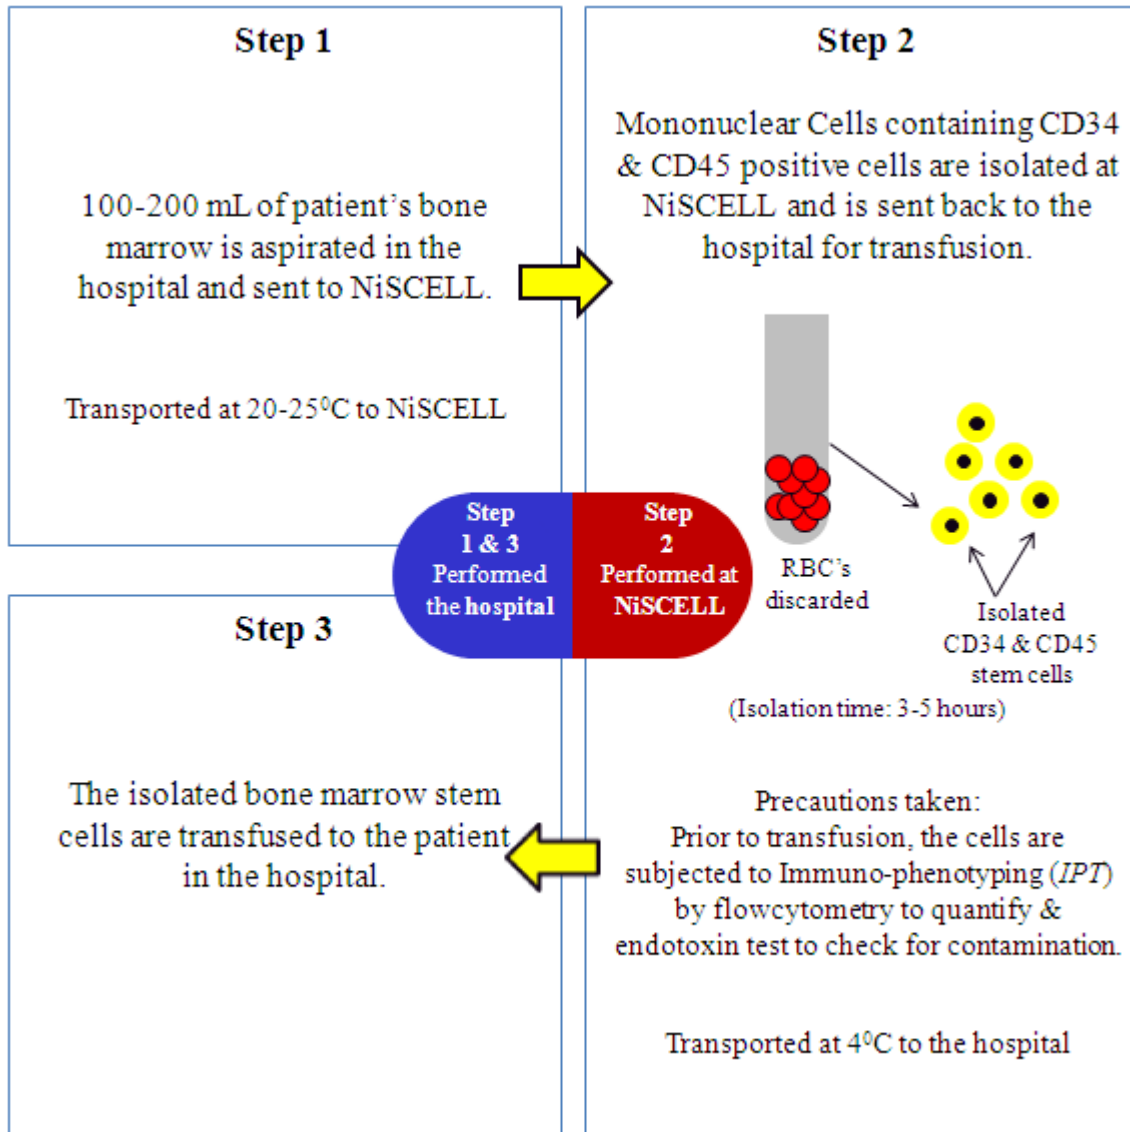 Step 1
100-200 mL of patient's bone
marrow is aspirated in the
hospital and sent to NiSCELL.
Transported at 20-25⁰C to NiSCELL
Step 2
Mononuclear Cells containing CD34
& CD45 positive cells are isolated at
NiSCELL and is sent back to the
hospital for transfusion.
RBC's
discarded
Isolated
CD34 & CD45
stem cells
(Isolation time: 3-5 hours)
Precautions taken:
Prior to transfusion, the cells are
subjected to Immuno-phenotyping (IPT)
by flowcytometry to quantify &
endotoxin test to check for contamination.
Transported at 4⁰C to the hospital
Step
1 & 3
Performed
the hospital
Step
2
Performed at
NiSCELL
Step 3
The isolated bone marrow stem
cells are transfused to the patient
in the hospital.